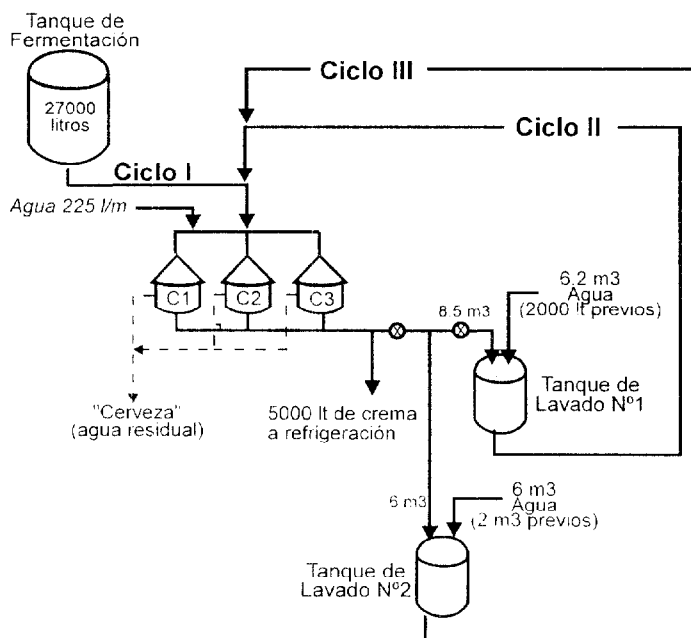 Tanque de
Fermentación
27000
litros
Ciclo III
Ciclo II
Ciclo I
Agua 225 l/m
C1
C2
C3
6.2 m3
Agua
(2000 lt previos)
8.5 m3
"Cerveza"
(agua residual)
5000 lt de crema
a refrigeración
Tanque de
Lavado Nº1
6 m3
6 m3
Agua
(2 m3 previos)
Tanque de
Lavado Nº2